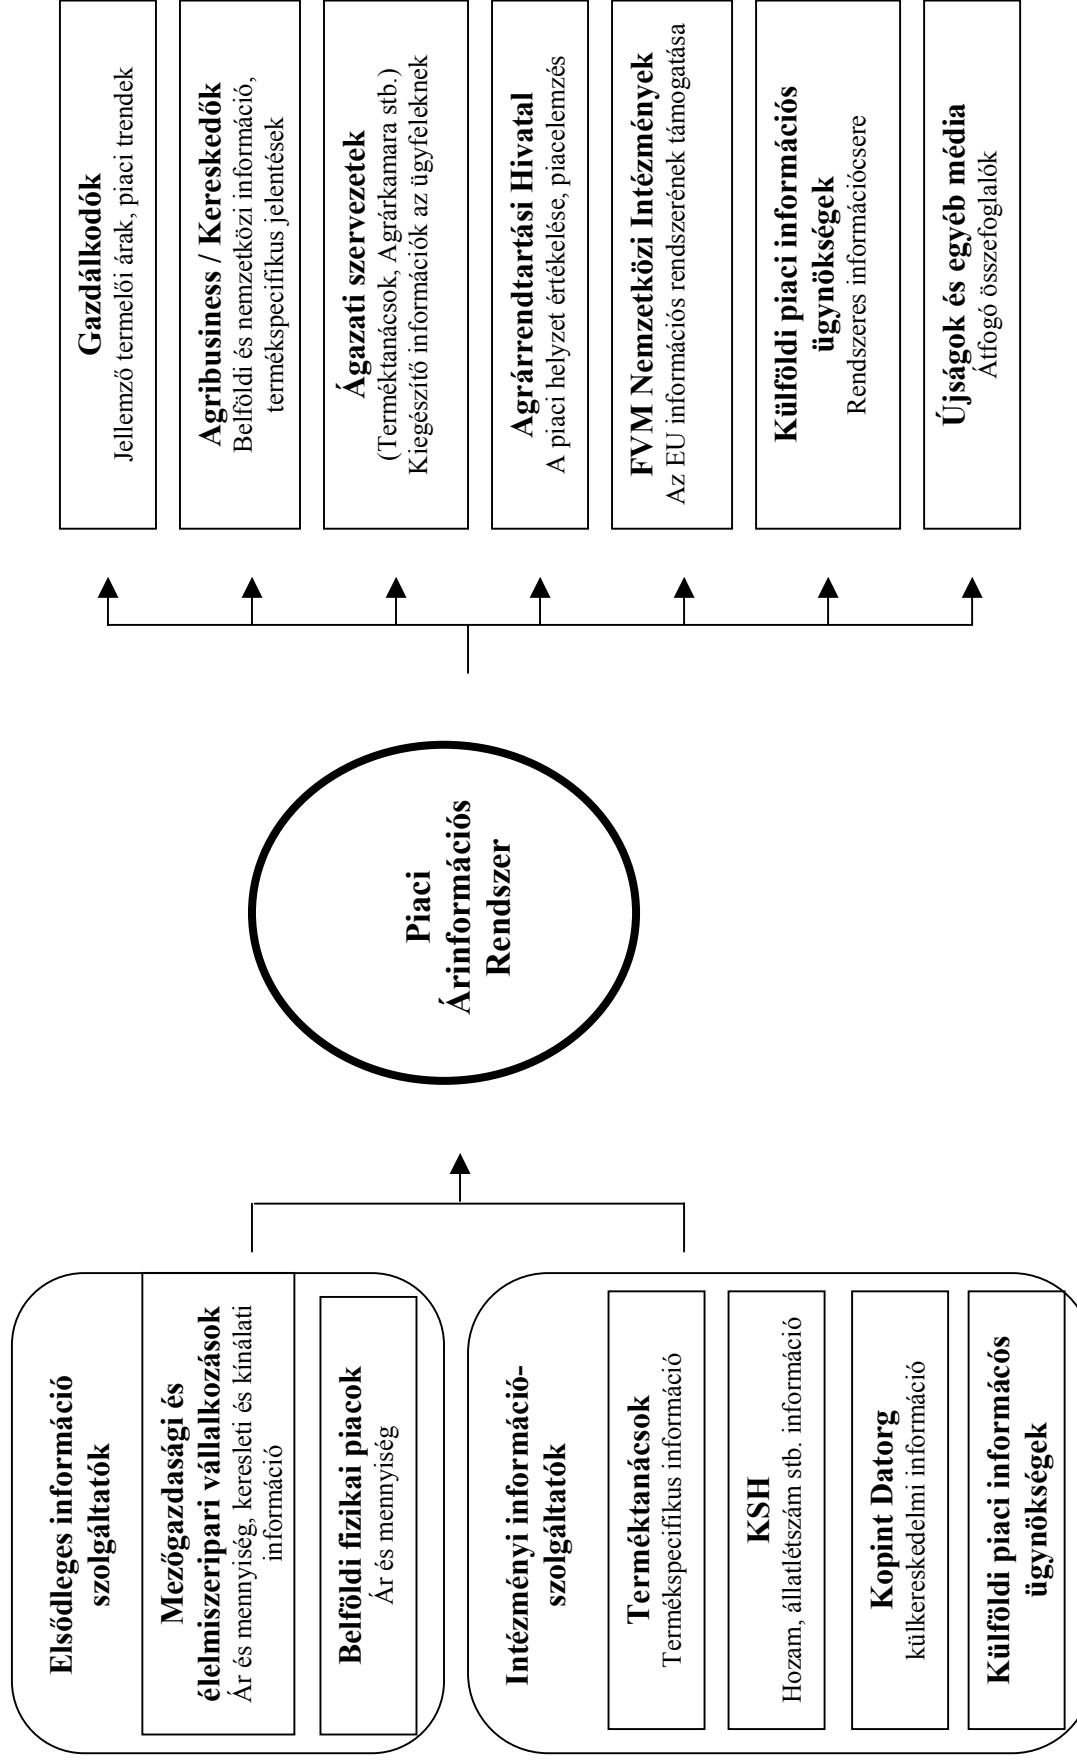 Elsődleges információ
szolgáltatók
Mezőgazdasági és
élelmiszeripari vállalkozások
Ár és mennyiség, keresleti és kínálati
információ
Belföldi fizikai piacok
Ár és mennyiség
Intézményi információ-
szolgáltatók
Terméktanácsok
Termékspecifikus információ
KSH
Hozam, állatlétszám stb. információ
Kopint Datorg
külkereskedelmi információ
Külföldi piaci informácós
ügynökségek
Piaci
Árinformációs
Rendszer
Gazdálkodók
Jellemző termelői árak, piaci trendek
Agribusiness / Kereskedők
Belföldi és nemzetközi információ,
termékspecifikus jelentések
Ágazati szervezetek
(Terméktanácsok, Agrárkamara stb.)
Kiegészítő információk az ügyfeleknek
Agrárrendtartási Hivatal
A piaci helyzet értékelése, piacelemzés
FVM Nemzetközi Intézmények
Az EU információs rendszerének támogatása
Külföldi piaci információs
ügynökségek
Rendszeres információcsere
Újságok és egyéb média
Átfogó összefoglalók